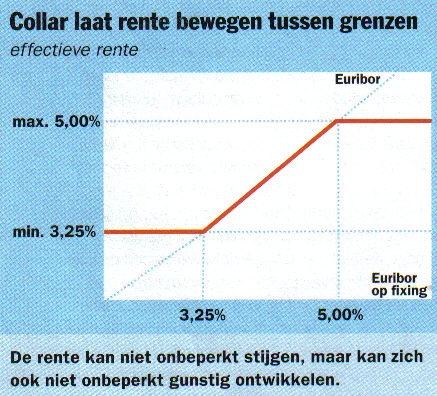 Collar laat rente bewegen tussen grenzen
effectieve rente
Euribor
max. 5,00%
min. 3,25%
Euribor
op fixing
3,25%
5,00%
De rente kan niet onbeperkt stijgen, maar kan zich
ook niet onbeperkt gunstig ontwikkelen.